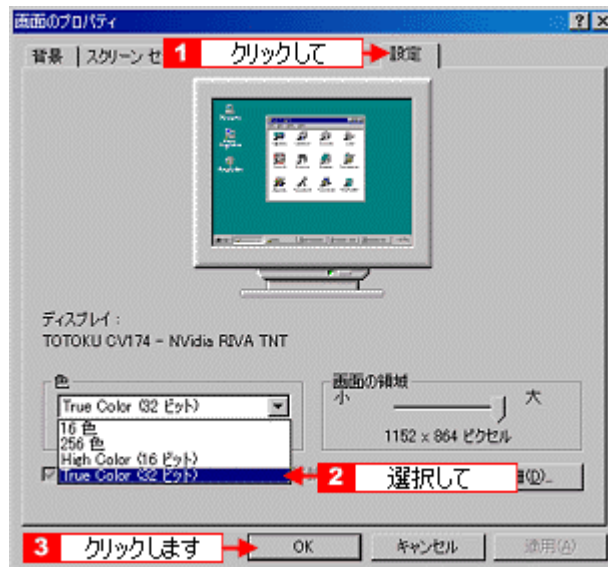 画面のプロパティ
背景 スクリーン セ 1 クリックして 設定
ディスプレイ :
TOTOKU CV174 - NVidia RIVA TNT
色
True Color (32 ビット)
16 色
256 色
High Color (16 ビット)
True Color (32 ビット)
画面の領域
小 大
1152 x 864 ピクセル
2 選択して (D)...
3 クリックします OK キャンセル 適用(A)